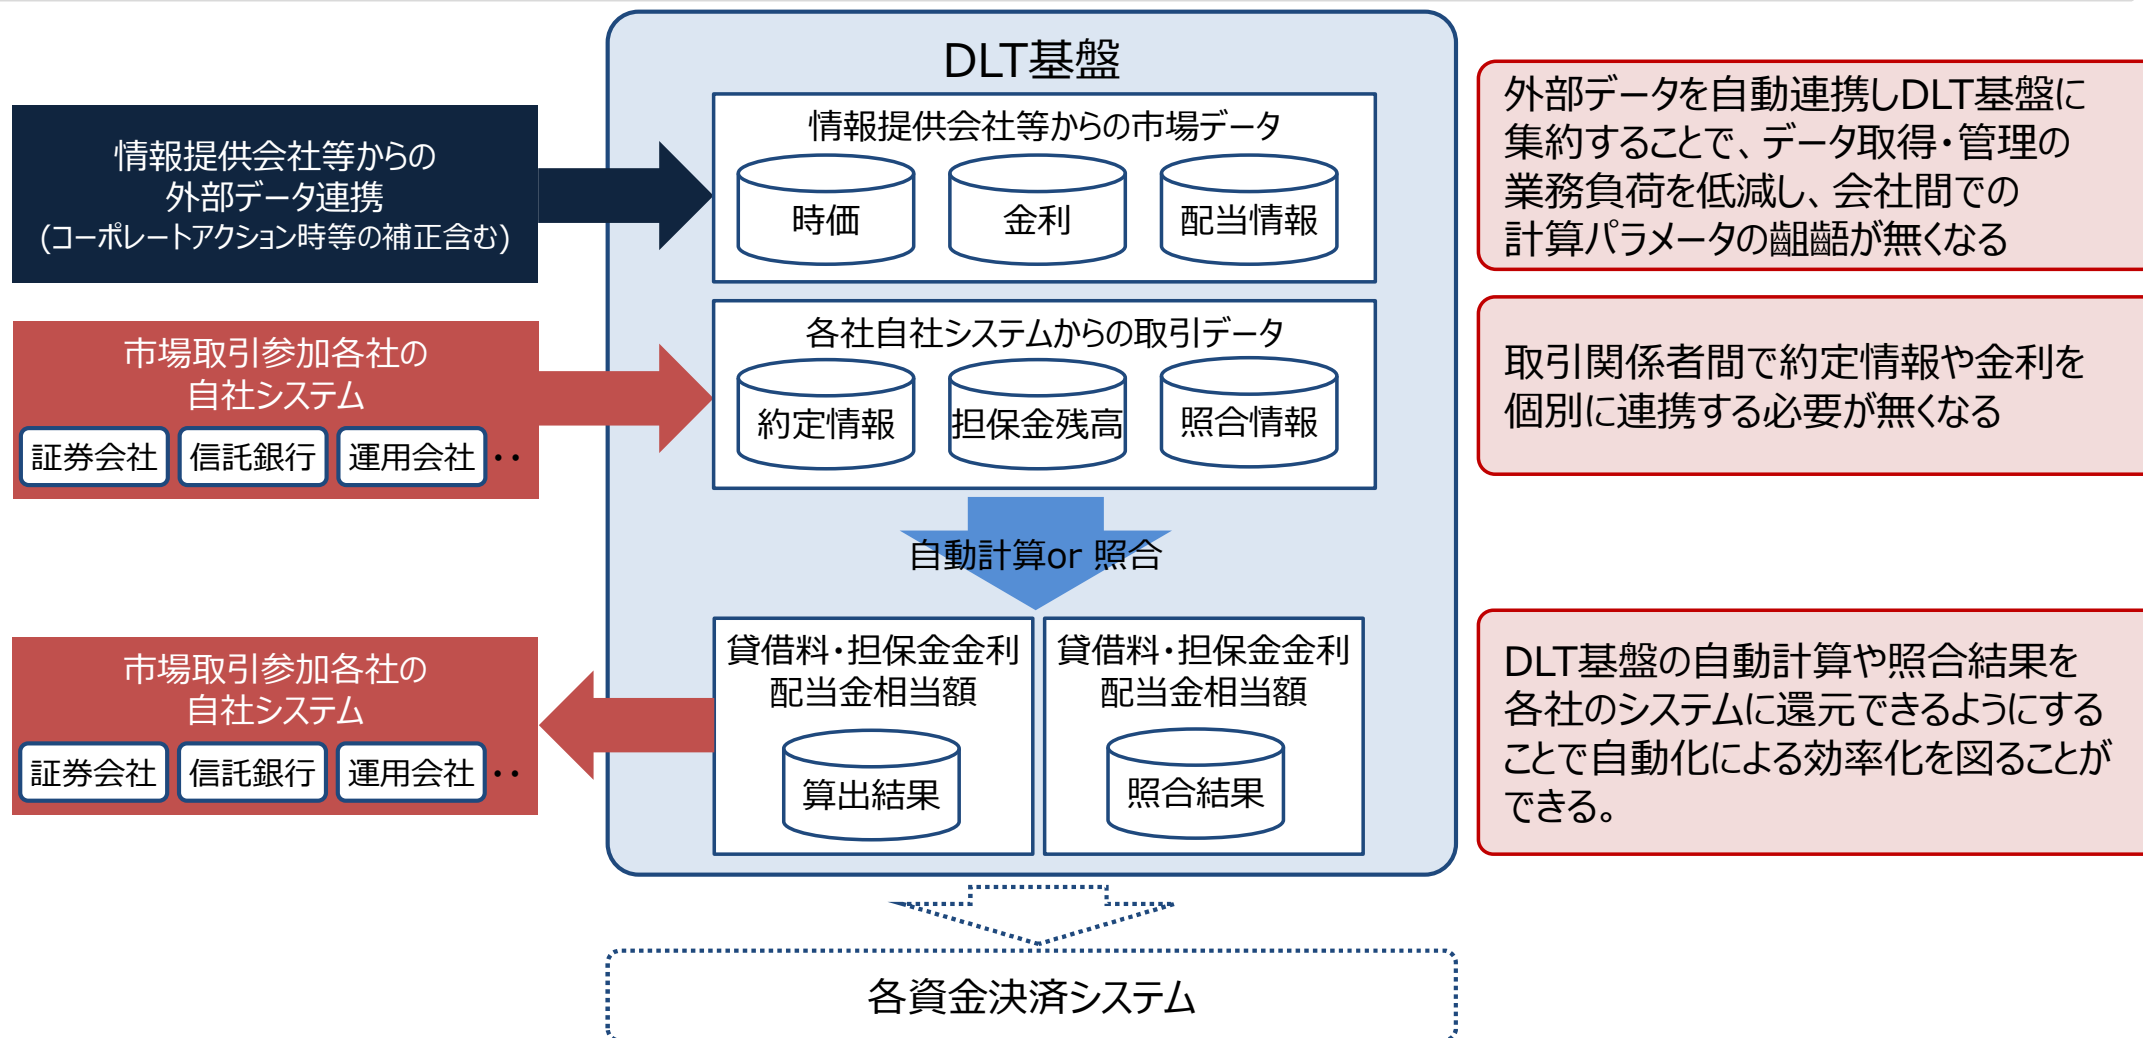 DLT基盤
情報提供会社等からの
外部データ連携
(コーポレートアクション時等の補正含む)
情報提供会社等からの市場データ
時価
金利
配当情報
外部データを自動連携しDLT基盤に
集約することで、データ取得・管理の
業務負荷を低減し、会社間での
計算パラメータの齟齬が無くなる
市場取引参加各社の
自社システム
証券会社
信託銀行
運用会社
・・
各社自社システムからの取引データ
約定情報
担保金残高
照合情報
取引関係者間で約定情報や金利を
個別に連携する必要が無くなる
自動計算or 照合
市場取引参加各社の
自社システム
証券会社
信託銀行
運用会社
・・
貸借料・担保金金利
配当金相当額
算出結果
貸借料・担保金金利
配当金相当額
照合結果
DLT基盤の自動計算や照合結果を
各社のシステムに還元できるようにする
ことで自動化による効率化を図ることが
できる。
各資金決済システム